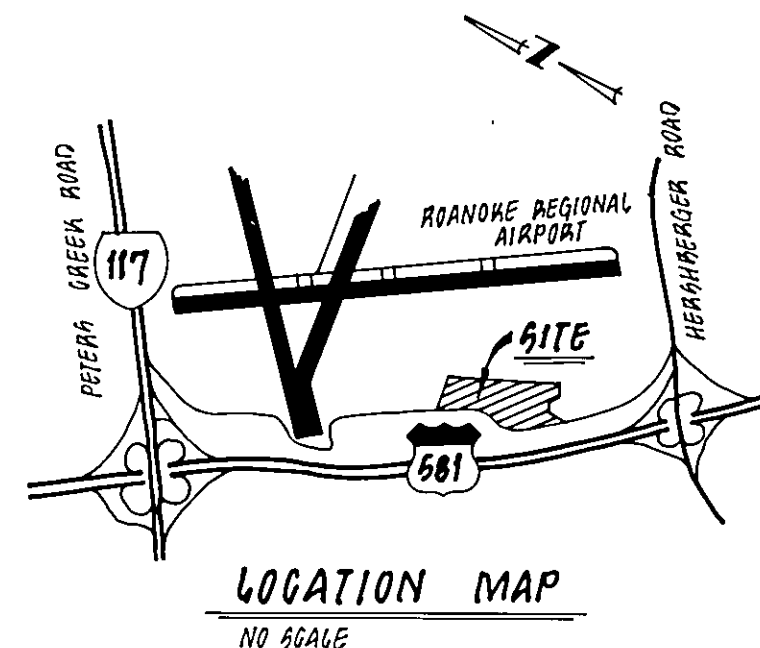 N
PETERS CREEK ROAD
117
ROANOKE REGIONAL
AIRPORT
HERSHBERGER ROAD
SITE
581
LOCATION MAP
NO SCALE